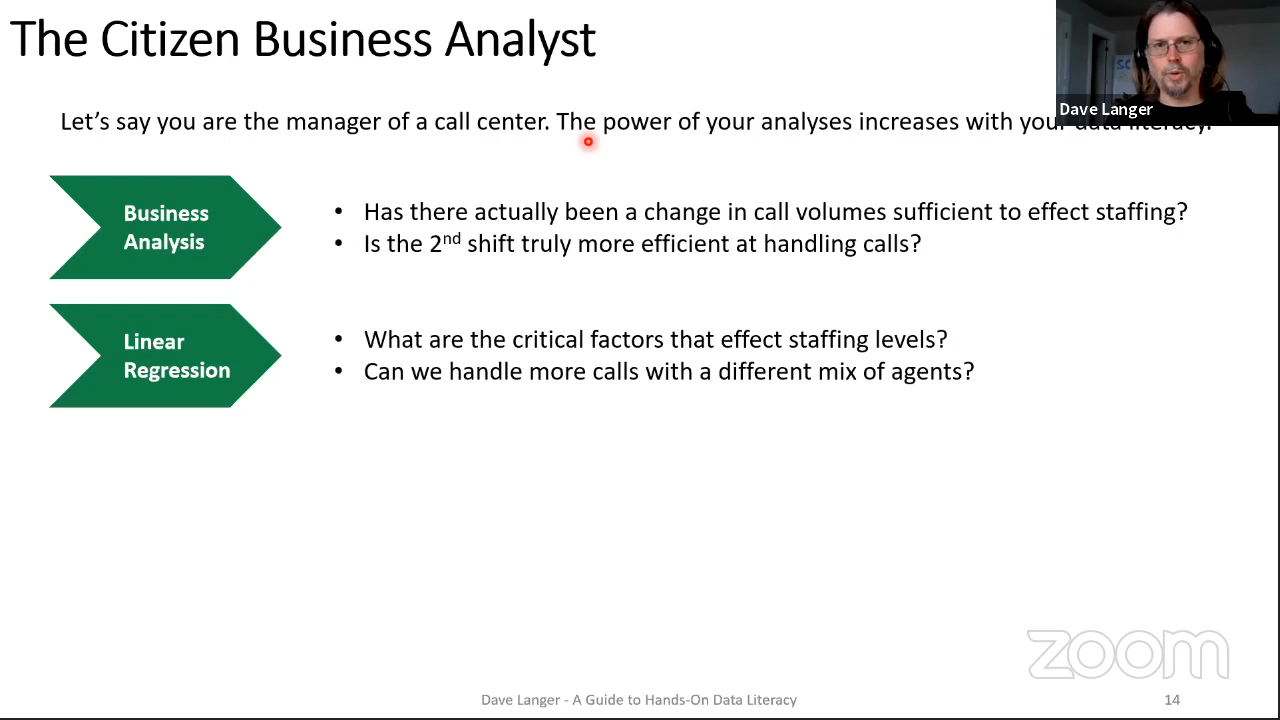 The Citizen Business Analyst
Dave Langer
Let's say you are the manager of a call center. The power of your analyses increases with your data literacy.
Business
Analysis
• Has there actually been a change in call volumes sufficient to effect staffing?
• Is the 2nd shift truly more efficient at handling calls?
Linear
Regression
• What are the critical factors that effect staffing levels?
• Can we handle more calls with a different mix of agents?
zoom
Dave Langer - A Guide to Hands-On Data Literacy
14